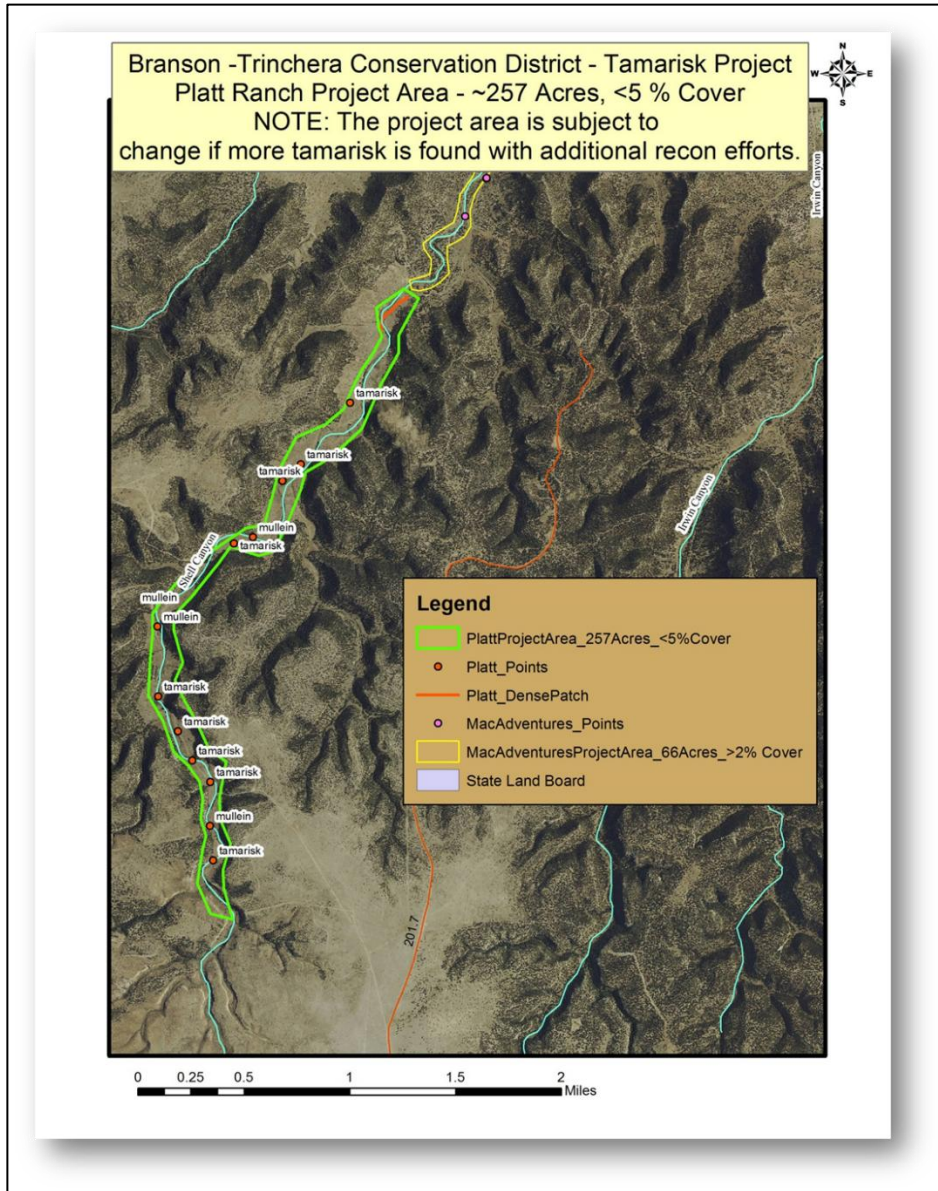 Branson -Trinchera Conservation District - Tamarisk Project
Platt Ranch Project Area - ~257 Acres, <5 % Cover
NOTE: The project area is subject to
change if more tamarisk is found with additional recon efforts.
N
W E
S
Irwin Canyon
tamarisk
tamarisk
tamarisk
mullein
tamarisk
Shell Canyon
Irwin Canyon
mullein
mullein
tamarisk
tamarisk
tamarisk
tamarisk
mullein
tamarisk
201.7
Legend
PlattProjectArea_257Acres_<5%Cover
Platt_Points
Platt_DensePatch
MacAdventures_Points
MacAdventuresProjectArea_66Acres_>2% Cover
State Land Board
0 0.25 0.5 1 1.5 2
Miles